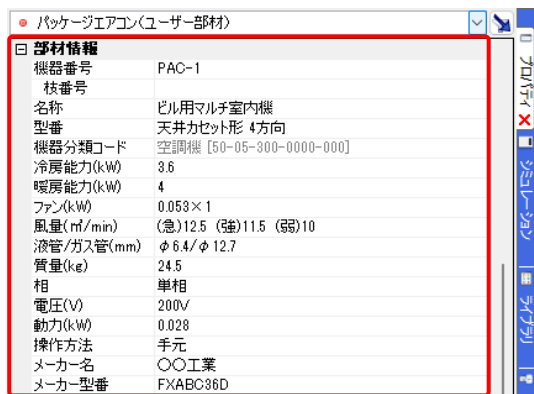 パッケージエアコン(ユーザー部材)
部材情報
機器番号 PAC-1
枝番号
名称 ビル用マルチ室内機
型番 天井カセット形 4方向
機器分類コード 空調機 [50-05-300-0000-000]
冷房能力(kW) 3.6
暖房能力(kW) 4
ファン(kW) 0.053×1
風量(㎥/min) (急)12.5 (強)11.5 (弱)10
液管/ガス管(mm) φ6.4/φ12.7
質量(kg) 24.5
相 単相
電圧(V) 200V
動力(kW) 0.028
操作方法 手元
メーカー名 〇〇工業
メーカー型番 FXABC36D
プロパティ
シミュレーション
ライブラリ